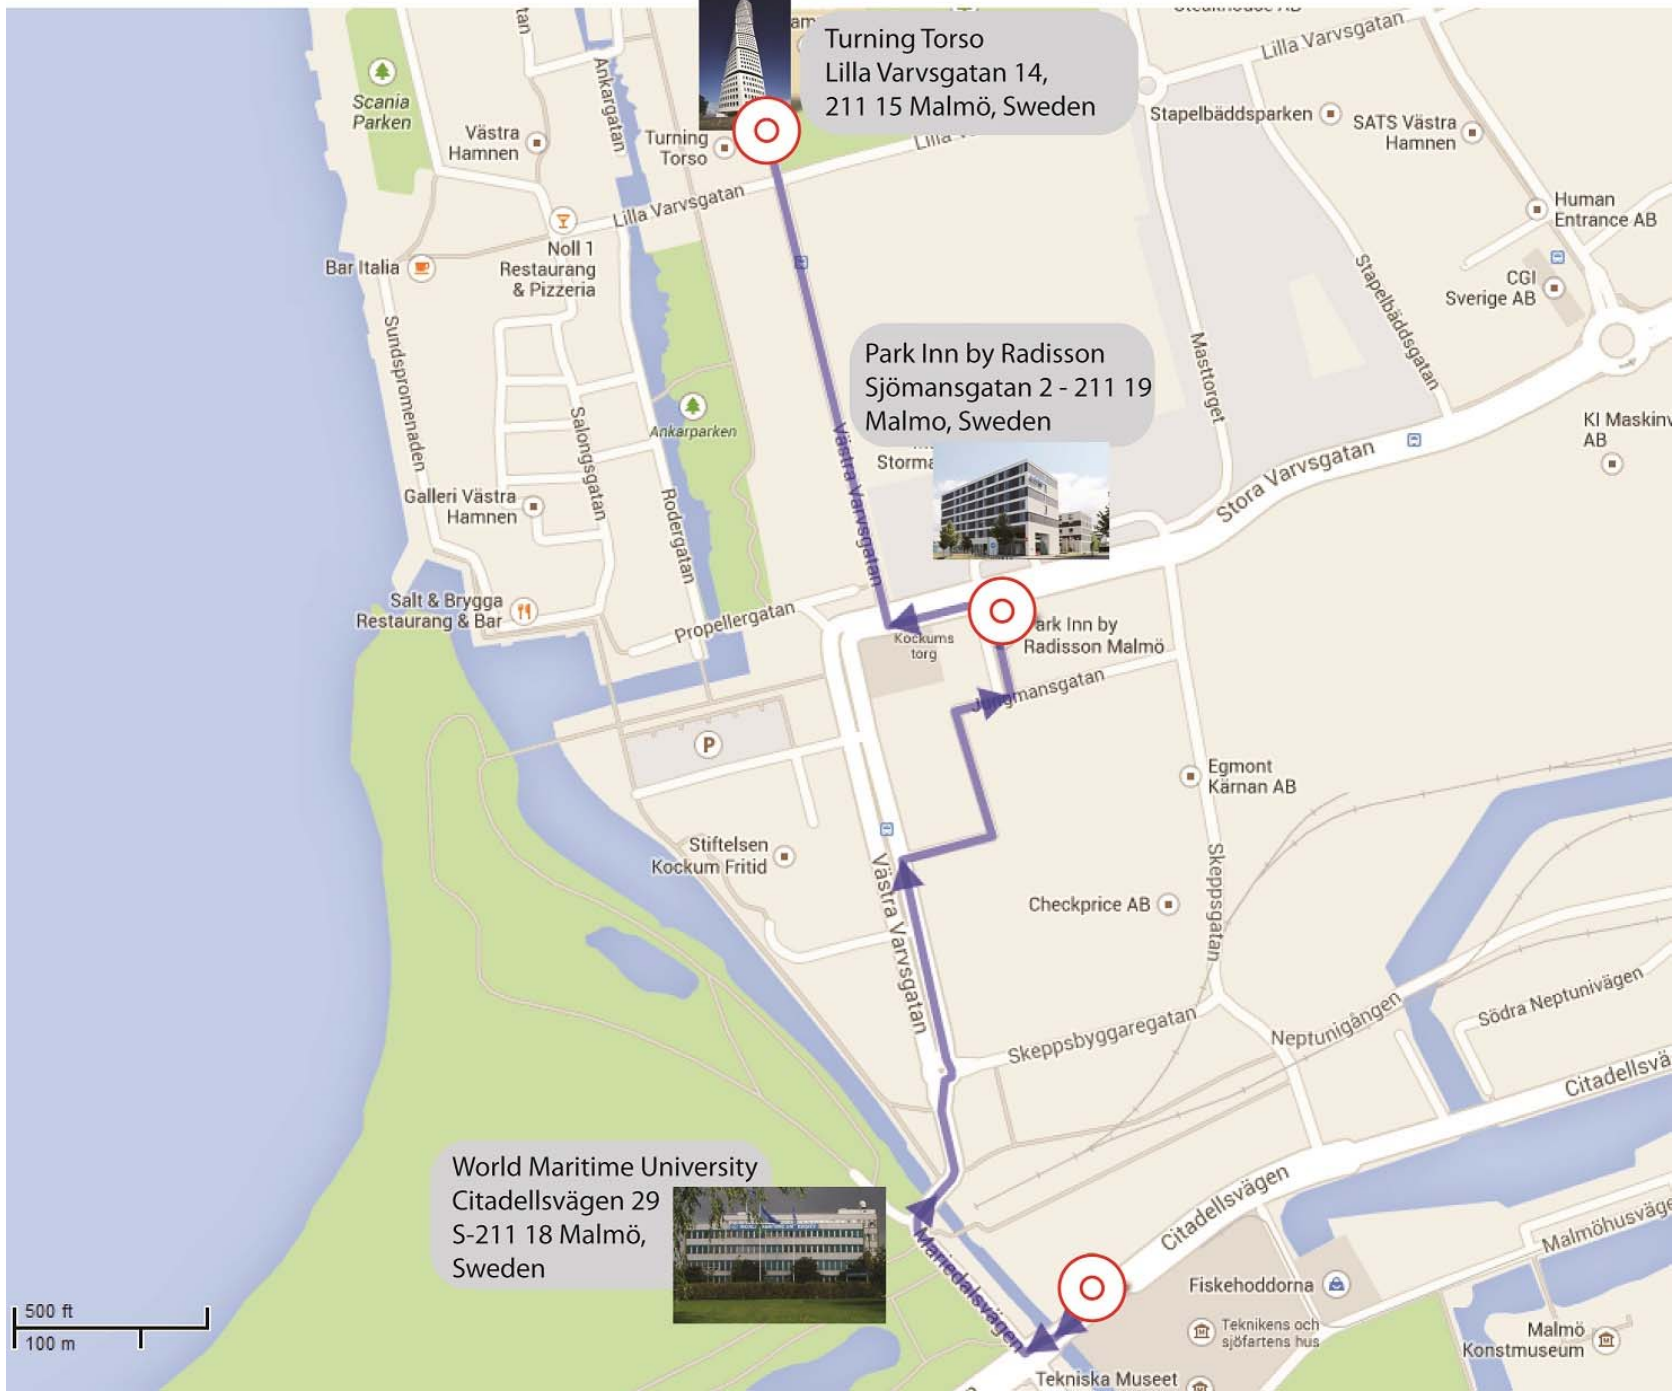 Turning Torso
Lilla Varvsgatan 14,
211 15 Malmö, Sweden
Lilla Varvsgatan
Scania
Parken
Västra
Hamnen
Ankargatan
Turning
Torso
Stapelbäddsparken
SATS Västra
Hamnen
Lilla Varvsgatan
Human
Entrance AB
Noll 1
Restaurang
& Pizzeria
Bar Italia
CGI
Sverige AB
Stapelbäddsgatan
Sundspromenaden
Masttorget
Park Inn by Radisson
Sjömansgatan 2 - 211 19
Malmo, Sweden
Ankarparken
Salongsgatan
Västra Varvsgatan
KI Maskinv
AB
Stora Varvsgatan
Galleri Västra
Hamnen
Rodergatan
Salt & Brygga
Restaurang & Bar
Propellergatan
Kockums
torg
ark Inn by
Radisson Malmö
Jungmansgatan
P
Egmont
Kärnan AB
Stiftelsen
Kockum Fritid
Västra Varvsgatan
Skeppsgatan
Checkprice AB
Södra Neptunivägen
Neptunigången
Skeppsbyggaregatan
Citadellsvä
World Maritime University
Citadellsvägen 29
S-211 18 Malmö,
Sweden
Citadellsvägen
Malmöhusväge
Mariedalsvägen
Fiskehoddorna
Teknikens och
sjöfartens hus
Malmö
Konstmuseum
Tekniska Museet
500 ft
100 m